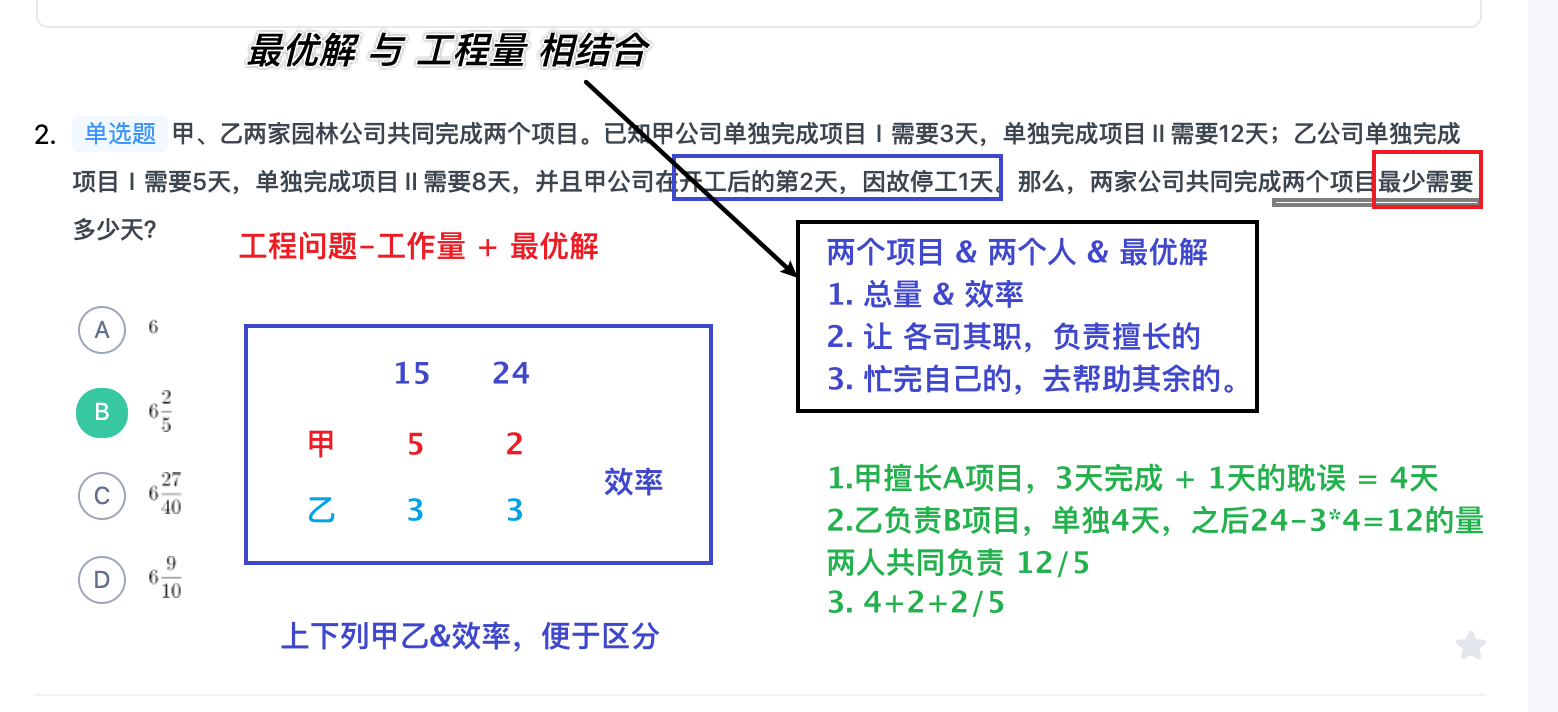 最优解 与 工程量 相结合
2. 单选题 甲、乙两家园林公司共同完成两个项目。已知甲公司单独完成项目Ⅰ需要3天，单独完成项目Ⅱ需要12天；乙公司单独完成
项目Ⅰ需要5天，单独完成项目Ⅱ需要8天，并且甲公司在开工后的第2天，因故停工1天。那么，两家公司共同完成两个项目最少需要
多少天?
工程问题-工作量 + 最优解
两个项目 & 两个人 & 最优解
1. 总量 & 效率
2. 让 各司其职，负责擅长的
3. 忙完自己的，去帮助其余的。
A 6
B 6 2/5
C 6 27/40
D 6 9/10
15 24
甲 5 2
效率
乙 3 3
上下列甲乙&效率，便于区分
1.甲擅长A项目，3天完成 + 1天的耽误 = 4天
2.乙负责B项目，单独4天，之后24-3*4=12的量
两人共同负责 12/5
3. 4+2+2/5